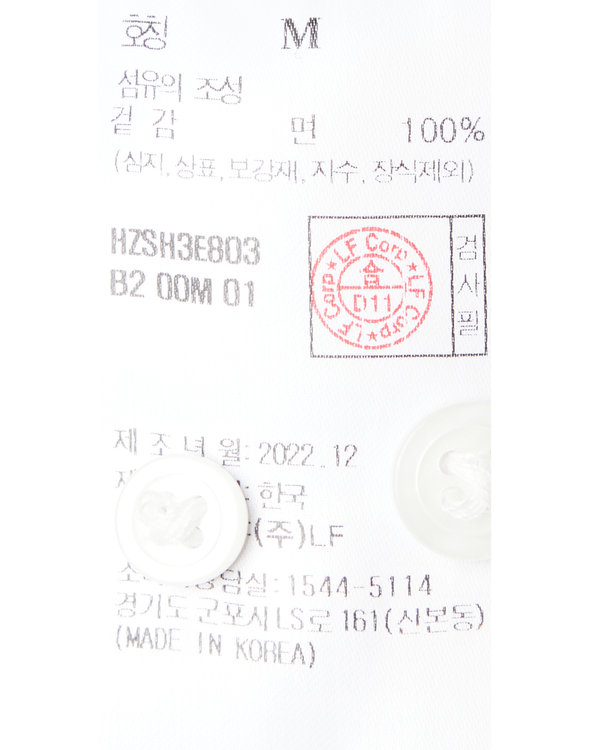 호칭 M
섬유의 조성
겉 감 면 100%
(심지, 상표, 보강재, 자수, 장식제외)
HZSH3E803
B2 00M 01
LF Corp ★ LF Corp ★ LF Corp ★
合
D11
검사필
제 조 년 월: 2022.12
한국
(주)LF
담실: 1544-5114
경기도 군포시 LS로 161(산본동)
(MADE IN KOREA)